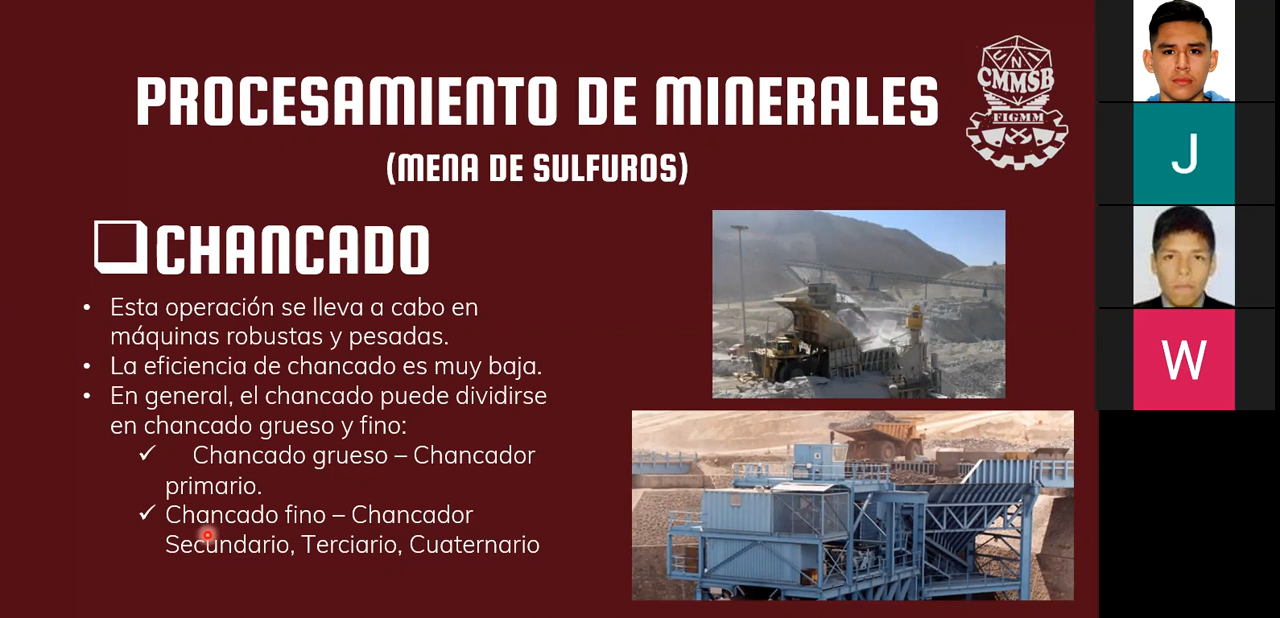 PROCESAMIENTO DE MINERALES
(MENA DE SULFUROS)
UNI
CMMSB
FIGMM
CHANCADO
• Esta operación se lleva a cabo en
máquinas robustas y pesadas.
• La eficiencia de chancado es muy baja.
• En general, el chancado puede dividirse
en chancado grueso y fino:
✓ Chancado grueso – Chancador
primario.
✓ Chancado fino – Chancador
Secundario, Terciario, Cuaternario
J
W